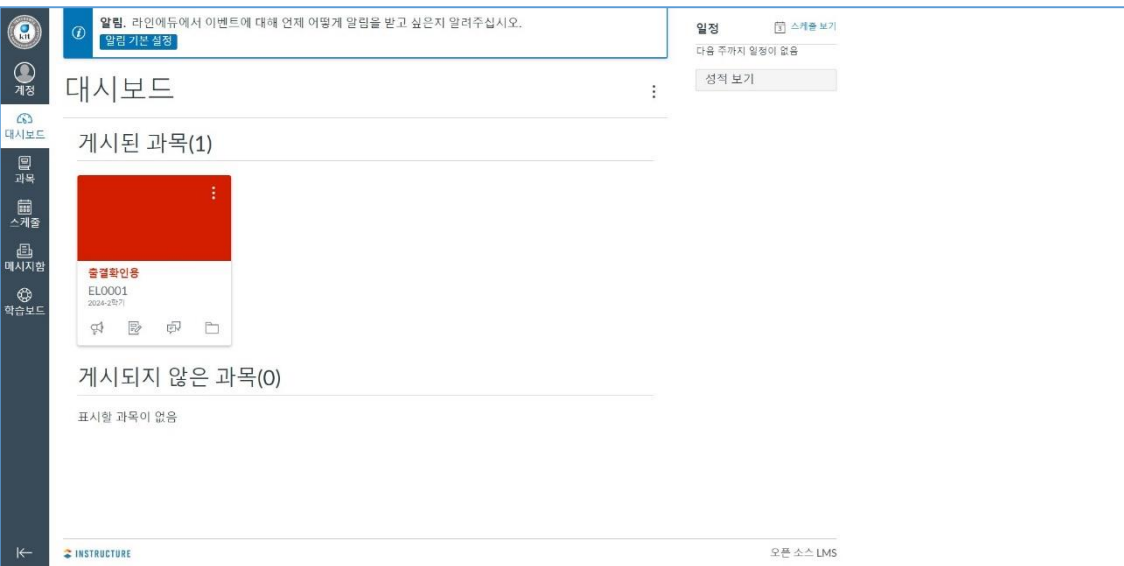 알림. 라인에듀에서 이벤트에 대해 언제 어떻게 알림을 받고 싶은지 알려주십시오.
알림 기본 설정
계정
대시보드
과목
스케줄
메시지함
학습보드
대시보드
게시된 과목(1)
출결확인용
EL0001
2024-2학기
게시되지 않은 과목(0)
표시할 과목이 없음
일정
스케줄 보기
다음 주까지 일정이 없음
성적 보기
INSTRUCTURE
오픈 소스 LMS